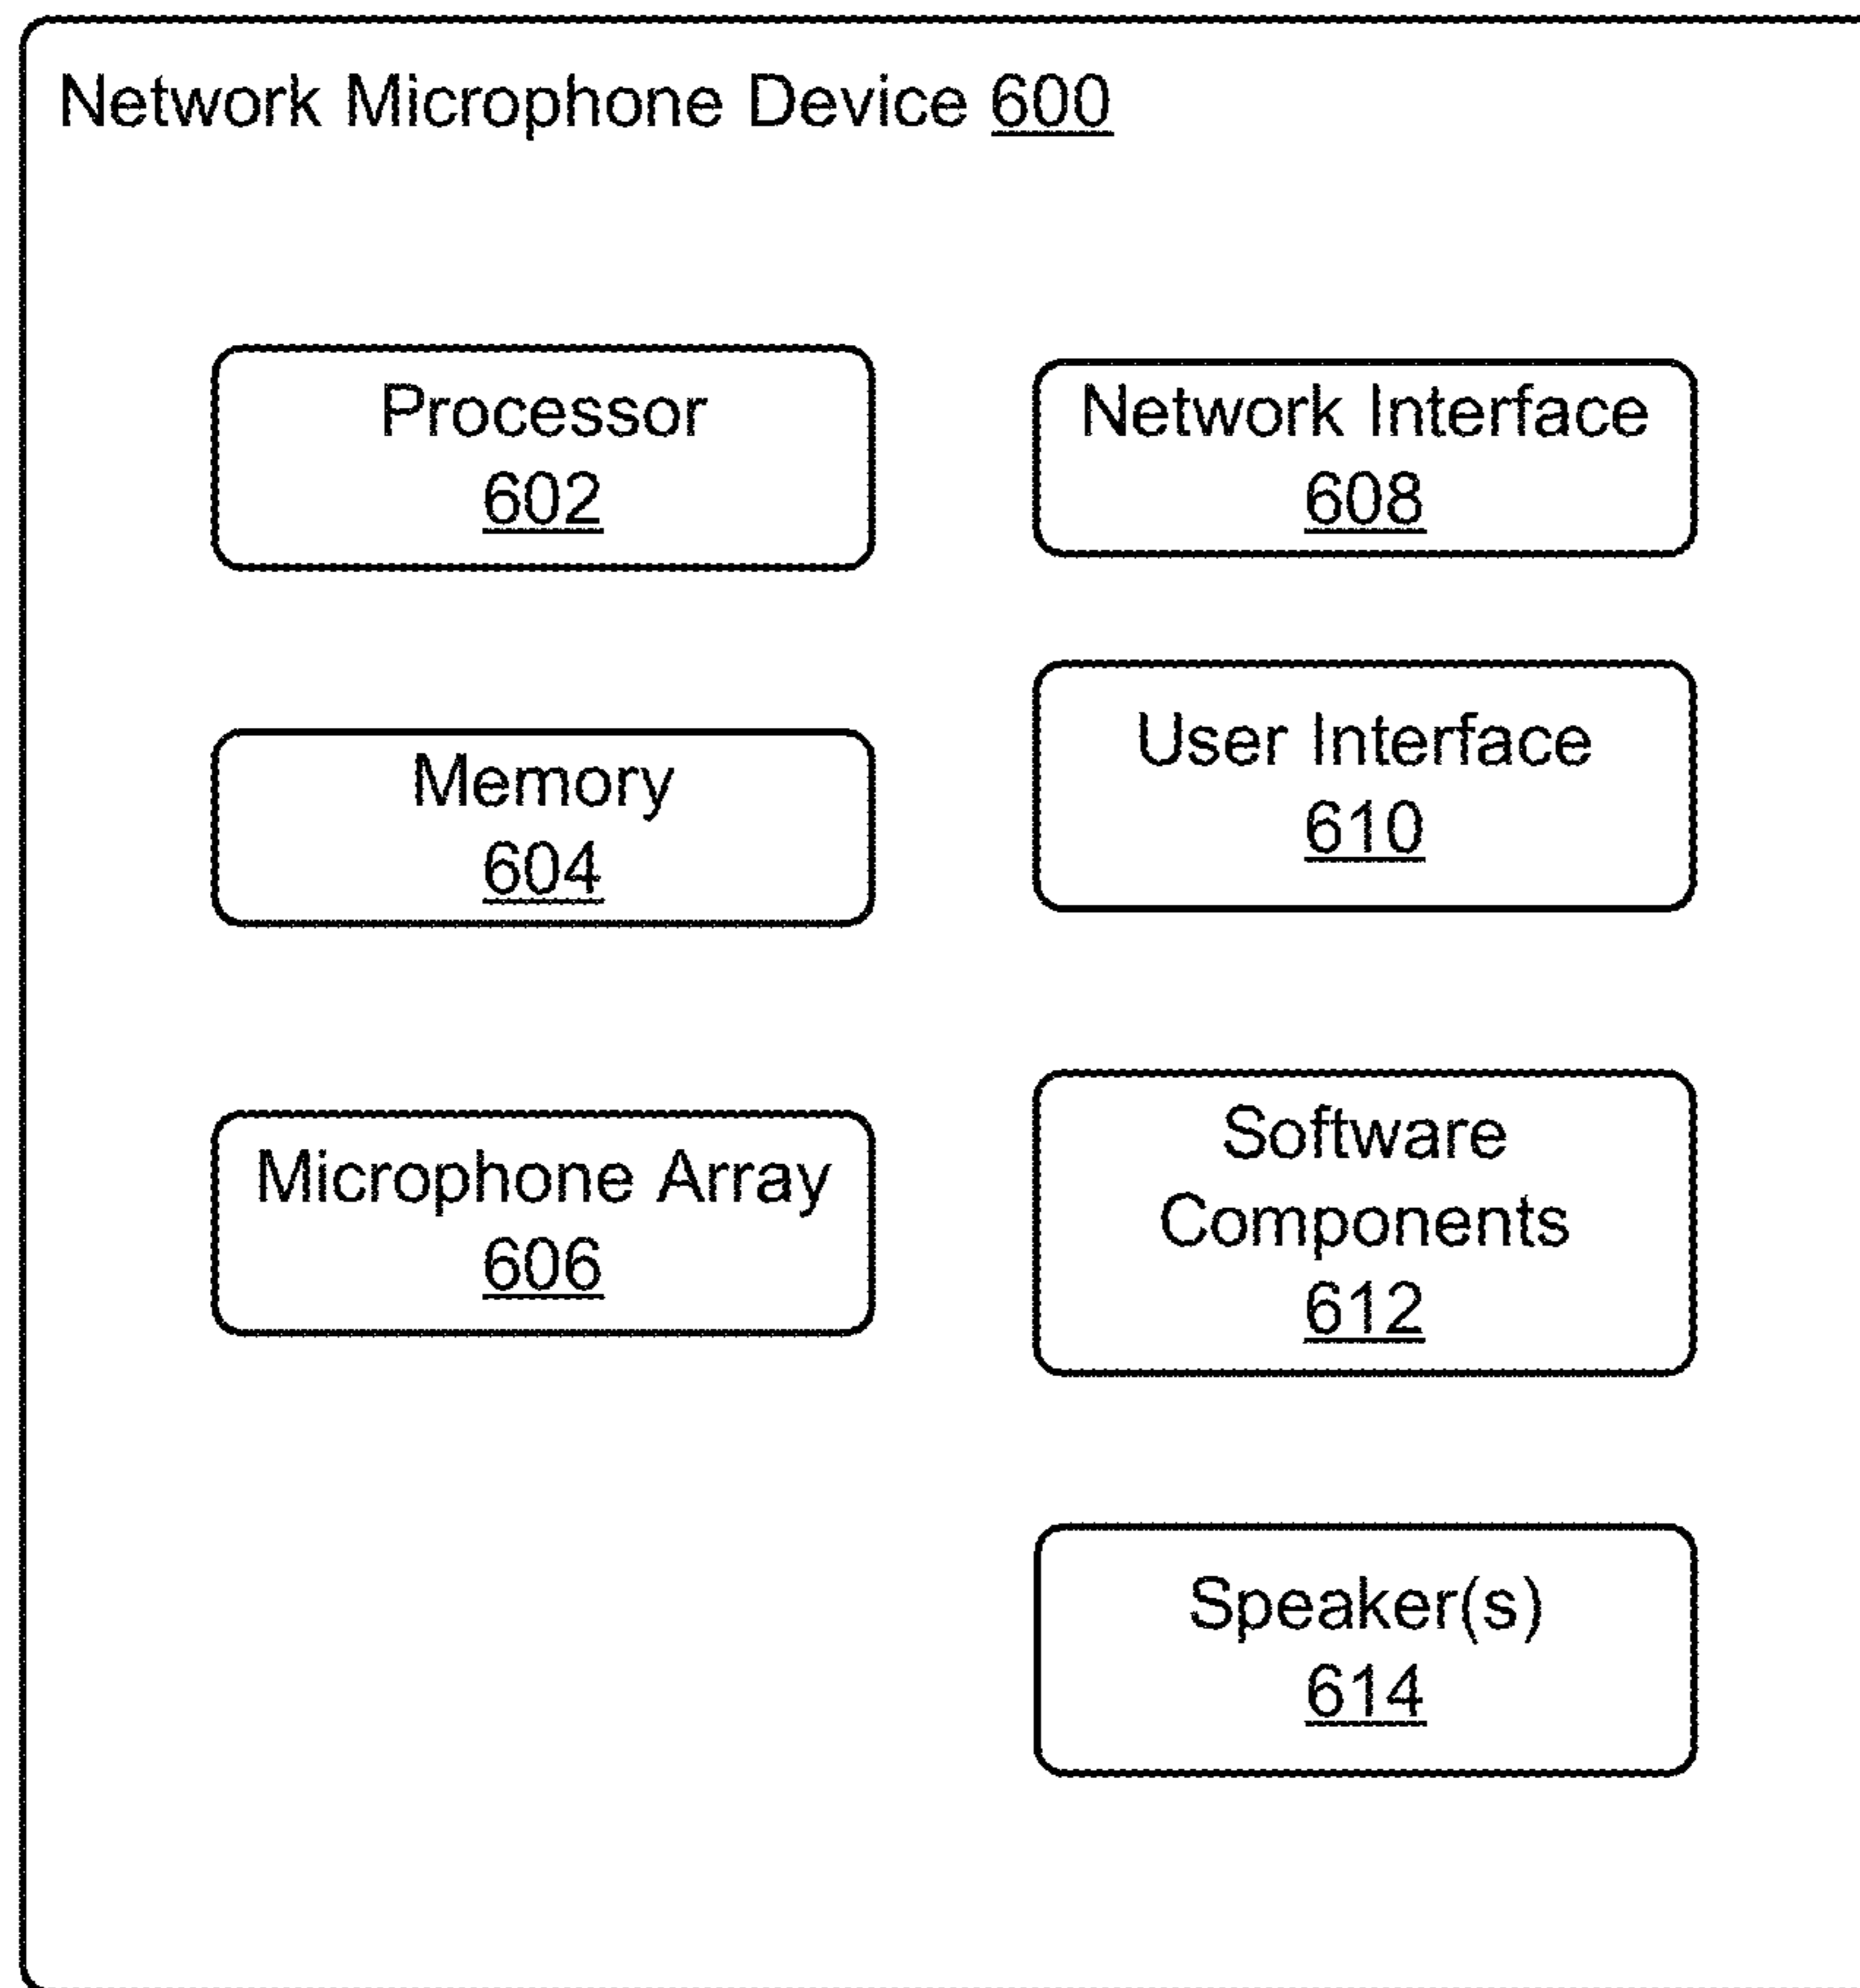 Network Microphone Device 600
Processor
602
Memory
604
Microphone Array
606
Network Interface
608
User Interface
610
Software
Components
612
Speaker(s)
614